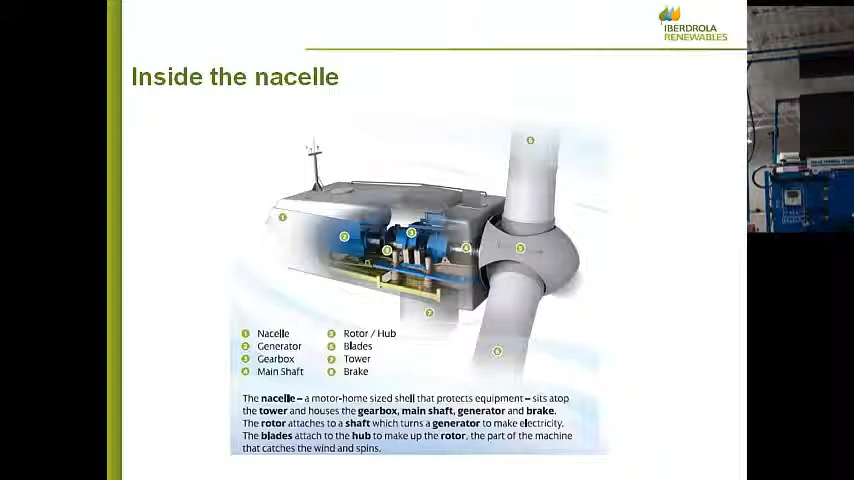 IBERDROLA
RENEWABLES
Inside the nacelle
1 Nacelle
2 Generator
3 Gearbox
4 Main Shaft
5 Rotor / Hub
6 Blades
7 Tower
8 Brake
The nacelle – a motor-home sized shell that protects equipment – sits atop
the tower and houses the gearbox, main shaft, generator and brake.
The rotor attaches to a shaft which turns a generator to make electricity.
The blades attach to the hub to make up the rotor, the part of the machine
that catches the wind and spins.